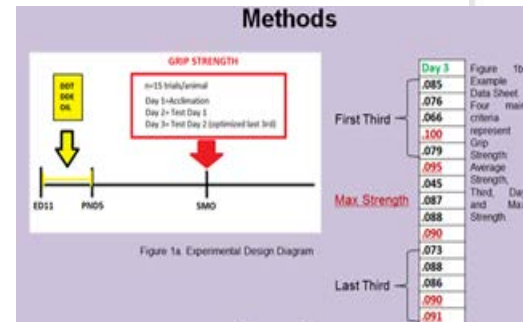 Methods
GRIP STRENGTH
n=15 trials/animal
Day 1=Acclimation
Day 2= Test Day 1
Day 3= Test Day 2 (optimized last 3rd)
DDT
DDE
OIL
ED11
PND5
5MO
Figure 1a. Experimental Design Diagram
First Third
Max Strength
Last Third
Day 3
.085
.076
.066
.100
.079
.095
.045
.087
.088
.090
.073
.088
.086
.090
.091
Figure 1b
Example
Data Sheet.
Four
criteria
represent
Grip
Strength:
Average
Strength,
Third,
and
Strength.